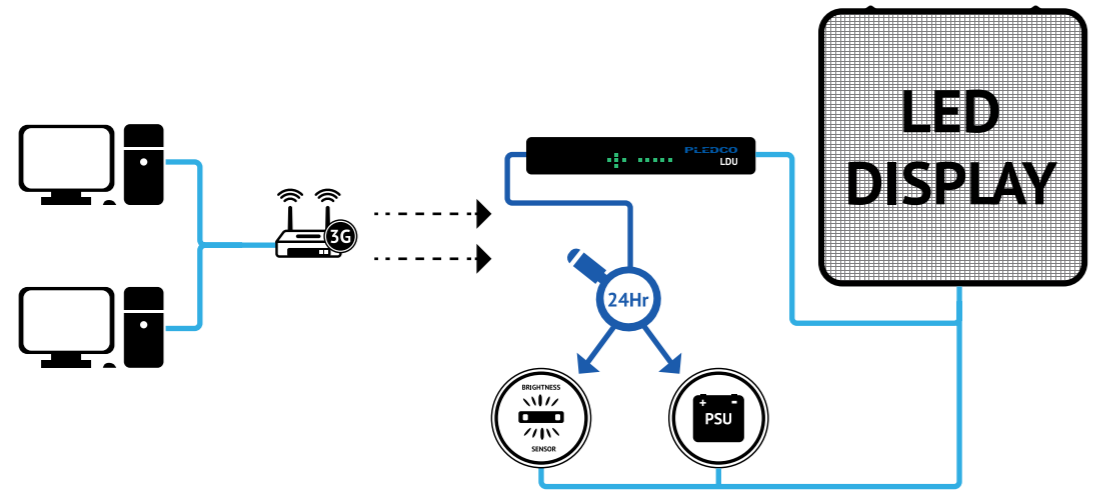 3G
PLEDCO
LDU
LED
DISPLAY
24Hr
BRIGHTNESS
SENSOR
+ -
PSU